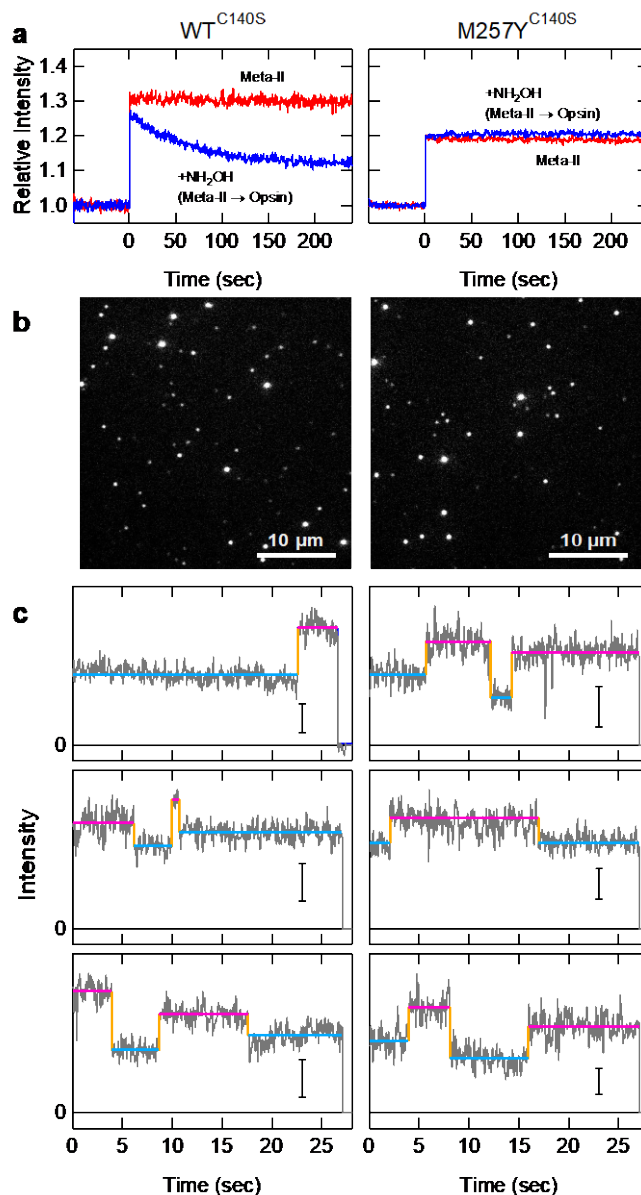 WT^C140S M257Y^C140S
a
Relative Intensity
1.4
1.3
1.2
1.1
1.0
Meta-II
+NH₂OH
(Meta-II → Opsin)
0 50 100 150 200
Time (sec)
+NH₂OH
(Meta-II → Opsin)
Meta-II
0 50 100 150 200
Time (sec)
b
10 µm
10 µm
c
Intensity
0
0
0
0
0
0
0 5 10 15 20 25
Time (sec)
0 5 10 15 20 25
Time (sec)